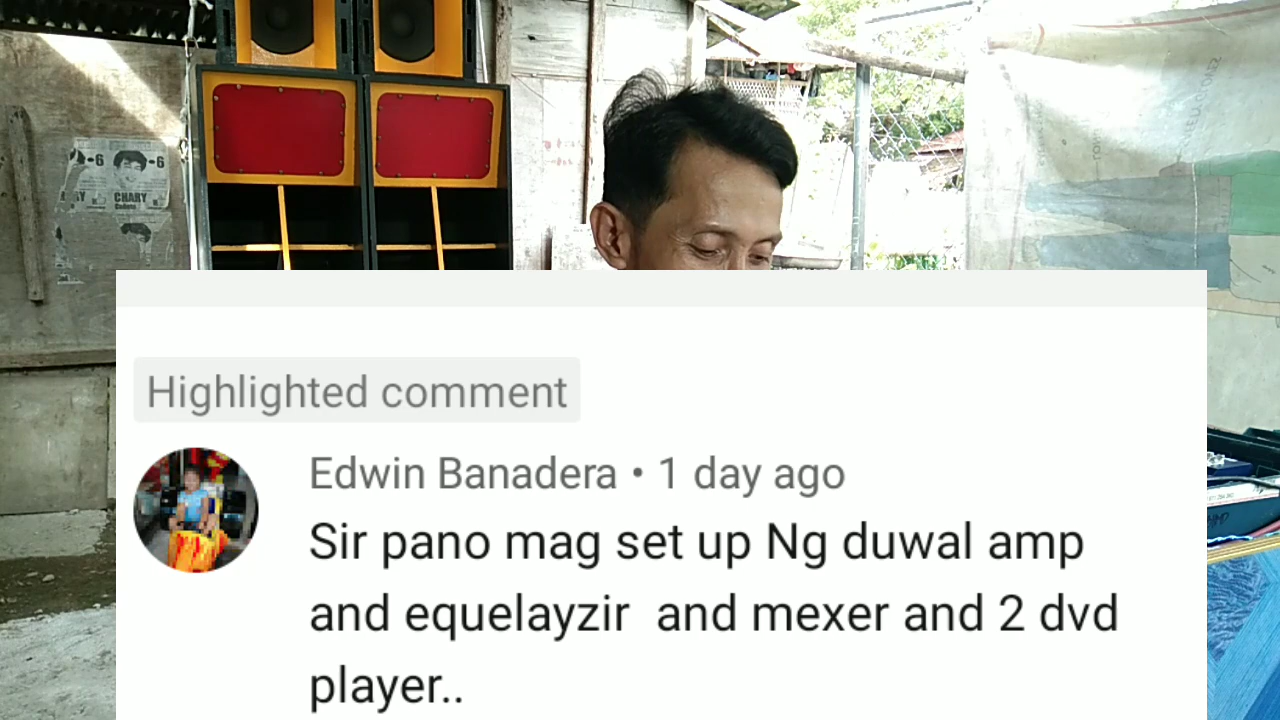 -6 -6
CHARY
Highlighted comment
Edwin Banadera • 1 day ago
Sir pano mag set up Ng duwal amp
and equelayzir and mexer and 2 dvd
player..